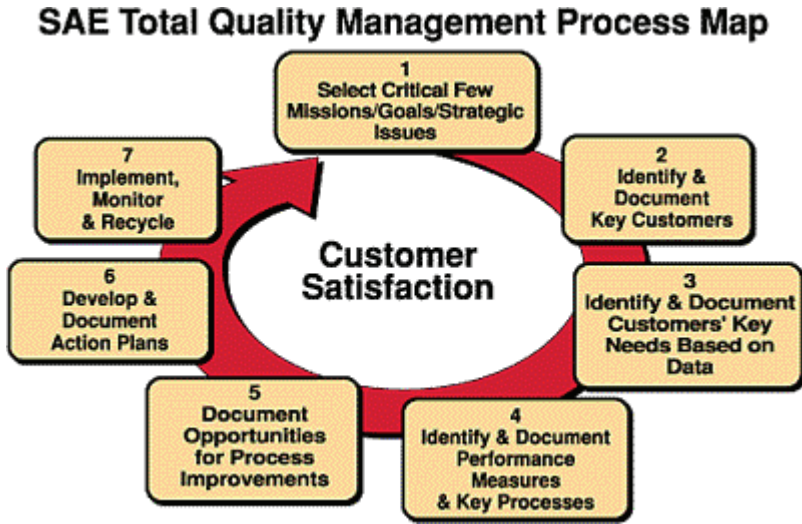 SAE Total Quality Management Process Map
1
Select Critical Few
Missions/Goals/Strategic
Issues
2
Identify &
Document
Key Customers
3
Identify & Document
Customers' Key
Needs Based on
Data
4
Identify & Document
Performance
Measures
& Key Processes
5
Document
Opportunities
for Process
Improvements
6
Develop &
Document
Action Plans
7
Implement,
Monitor
& Recycle
Customer
Satisfaction